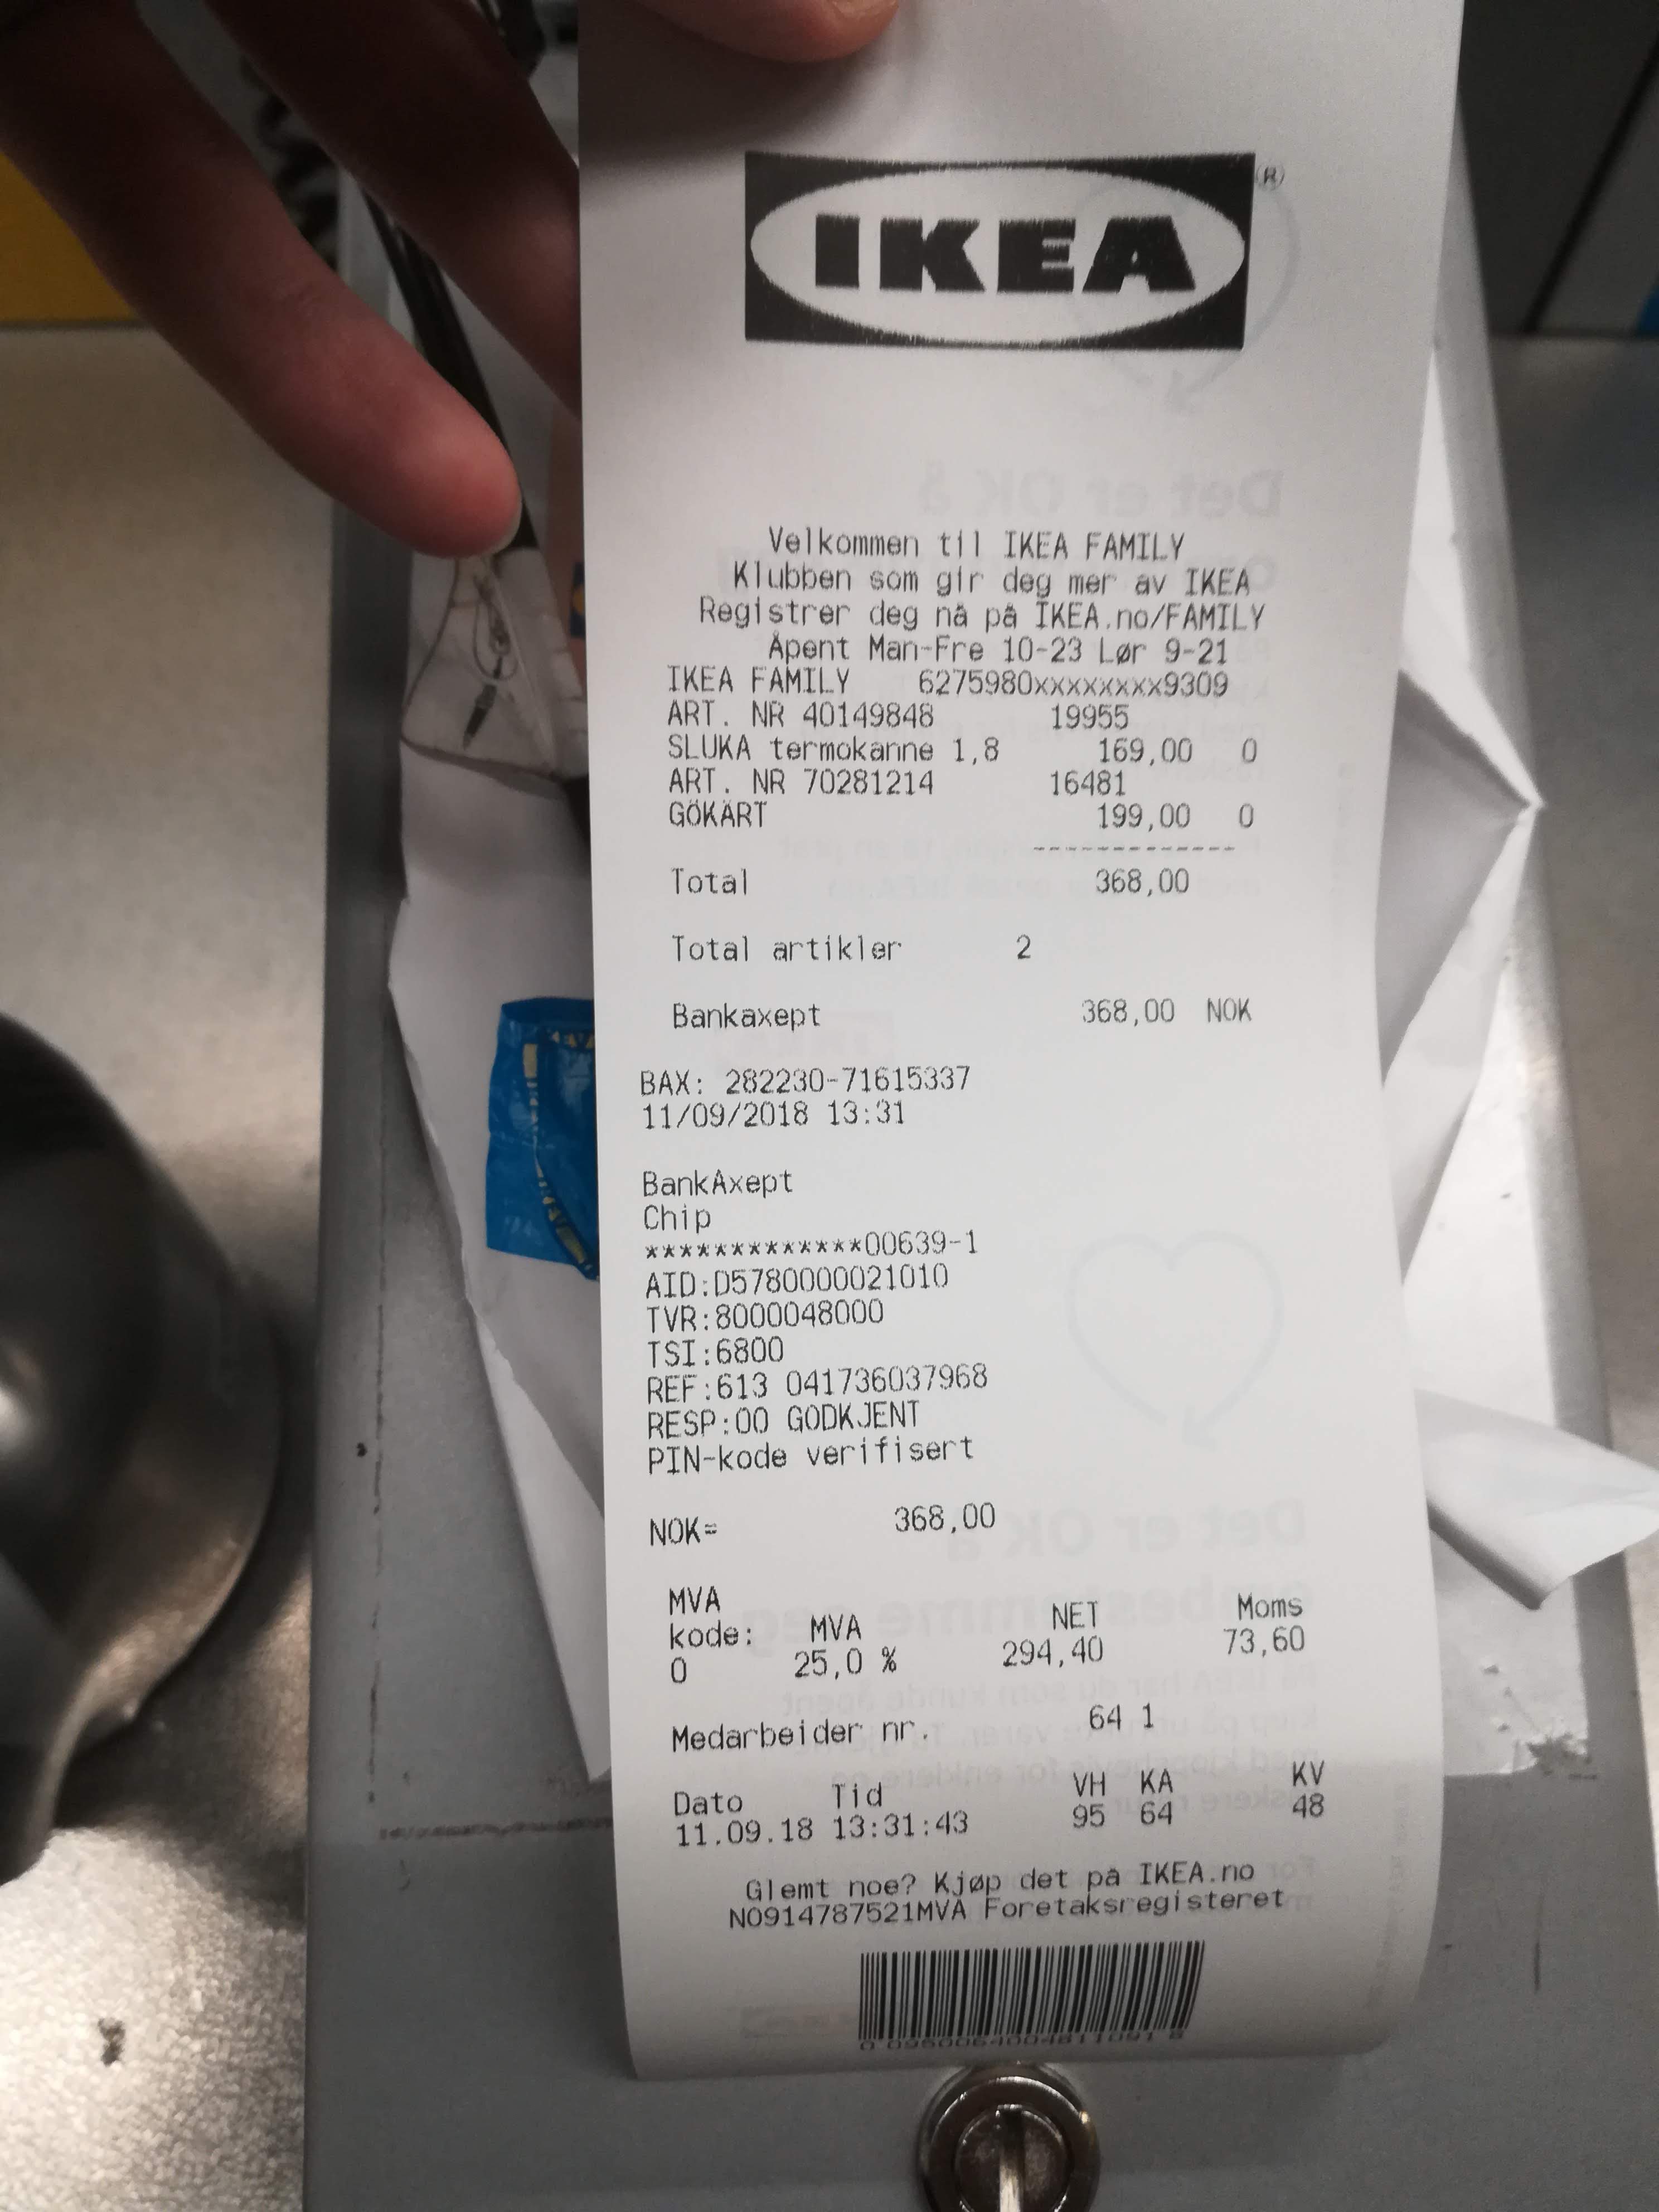 IKEA
(R)
Velkommen til IKEA FAMILY
Klubben som gir deg mer av IKEA
Registrer deg nå på IKEA.no/FAMILY
Åpent Man-Fre 10-23 Lør 9-21
IKEA FAMILY 6275980xxxxxxxx9309
ART. NR 40149848 19955
SLUKA termokanne 1,8 169,00 0
ART. NR 70281214 16481
GÖKÄRT 199,00 0
-------------
Total 368,00
Total artikler 2
Bankaxept 368,00 NOK
BAX: 282230-71615337
11/09/2018 13:31
BankAxept
Chip
*************00639-1
AID:D5780000021010
TVR:8000048000
TSI:6800
REF:613 041736037968
RESP:00 GODKJENT
PIN-kode verifisert
NOK= 368,00
MVA
kode: MVA NET Moms
0 25,0 % 294,40 73,60
Medarbeider nr. 64 1
Dato Tid VH KA KV
11.09.18 13:31:43 95 64 48
Glemt noe? Kjøp det på IKEA.no
NO914787521MVA Foretaksregisteret